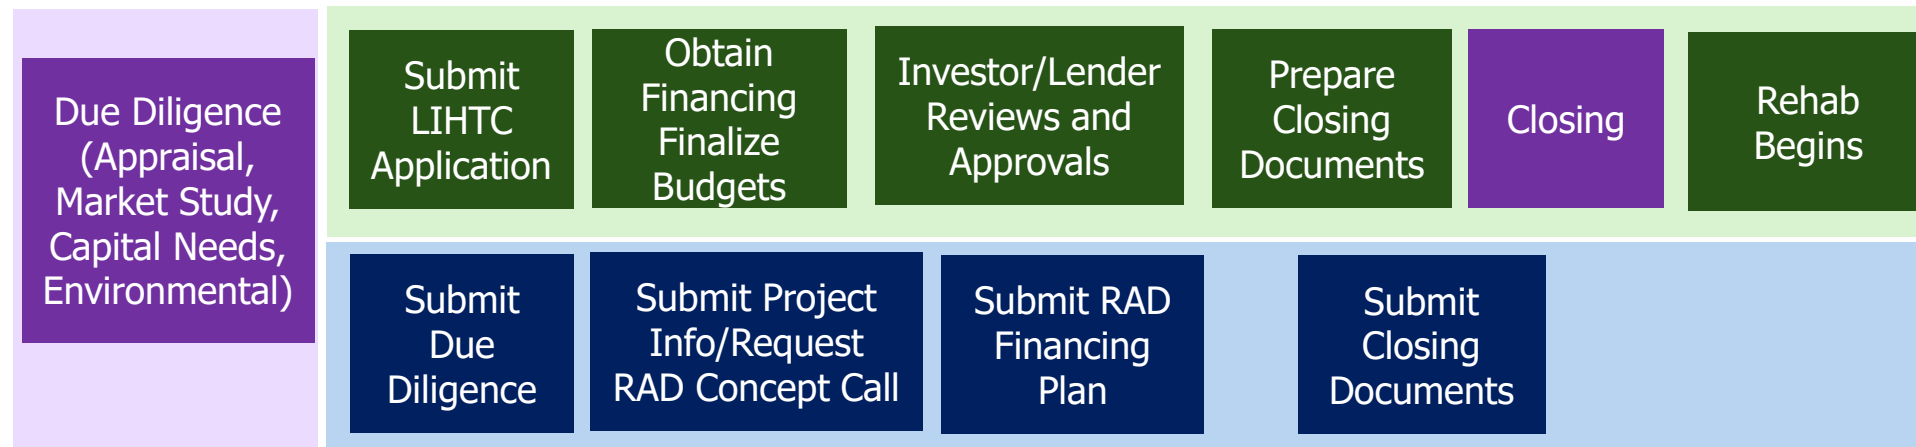 Due Diligence
(Appraisal,
Market Study,
Capital Needs,
Environmental)
Submit
LIHTC
Application
Obtain
Financing
Finalize
Budgets
Investor/Lender
Reviews and
Approvals
Prepare
Closing
Documents
Closing
Rehab
Begins
Submit
Due
Diligence
Submit Project
Info/Request
RAD Concept Call
Submit RAD
Financing
Plan
Submit
Closing
Documents